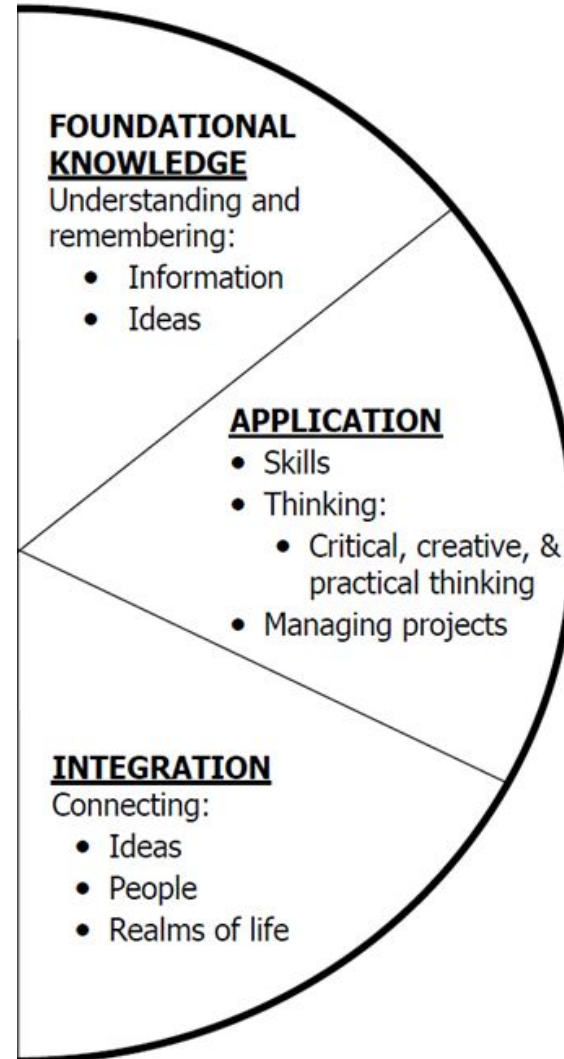 FOUNDATIONAL
KNOWLEDGE
Understanding and
remembering:
• Information
• Ideas
APPLICATION
• Skills
• Thinking:
• Critical, creative, &
practical thinking
• Managing projects
INTEGRATION
Connecting:
• Ideas
• People
• Realms of life